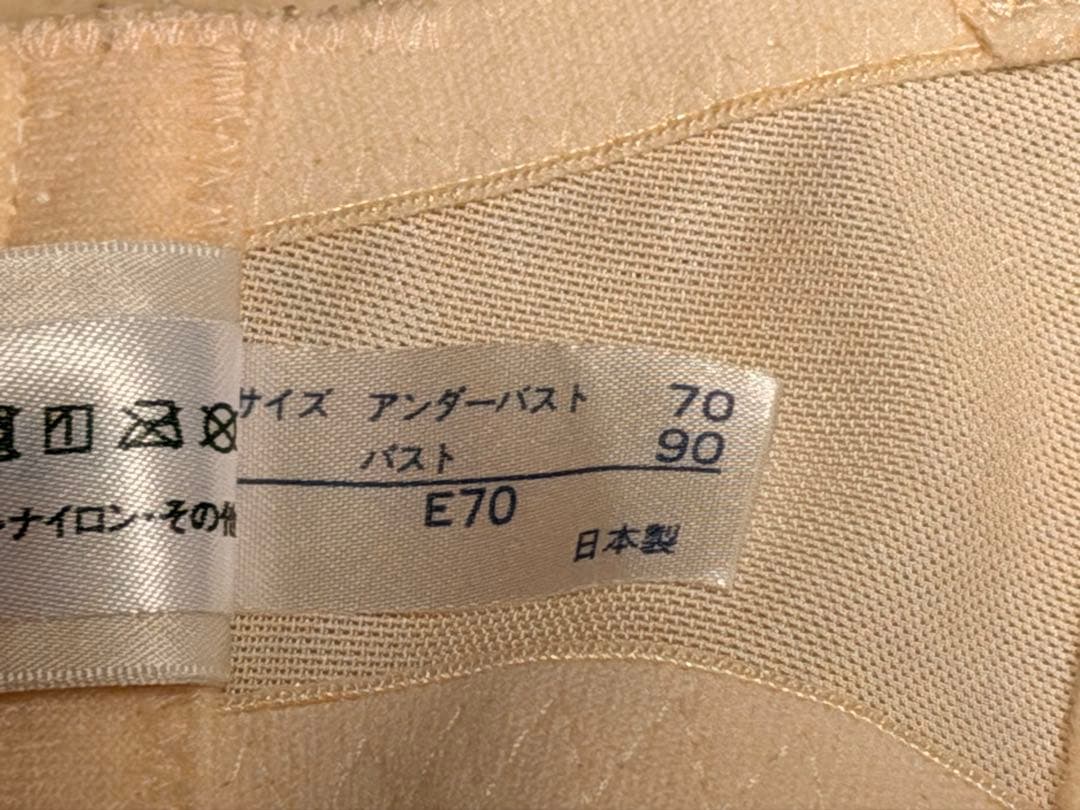 サイズ アンダーバスト 70
バスト 90
E70
日本製
ナイロン・その他